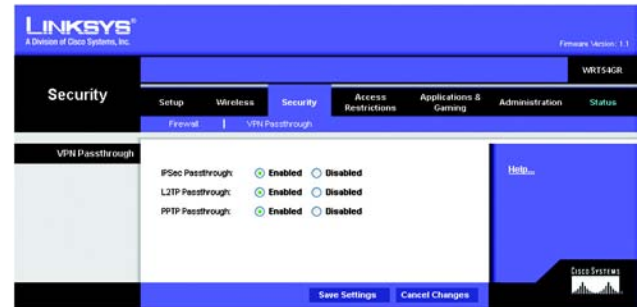 LINKSYS®
A Division of Cisco Systems, Inc.
Firmware Version: 1.1
WRT54GR
Security
Setup Wireless Security Access Restrictions Applications & Gaming Administration Status
Firewall | VPN Passthrough
VPN Passthrough
IPSec Passthrough: Enabled Disabled
L2TP Passthrough: Enabled Disabled
PPTP Passthrough: Enabled Disabled
Help...
Save Settings Cancel Changes
CISCO SYSTEMS